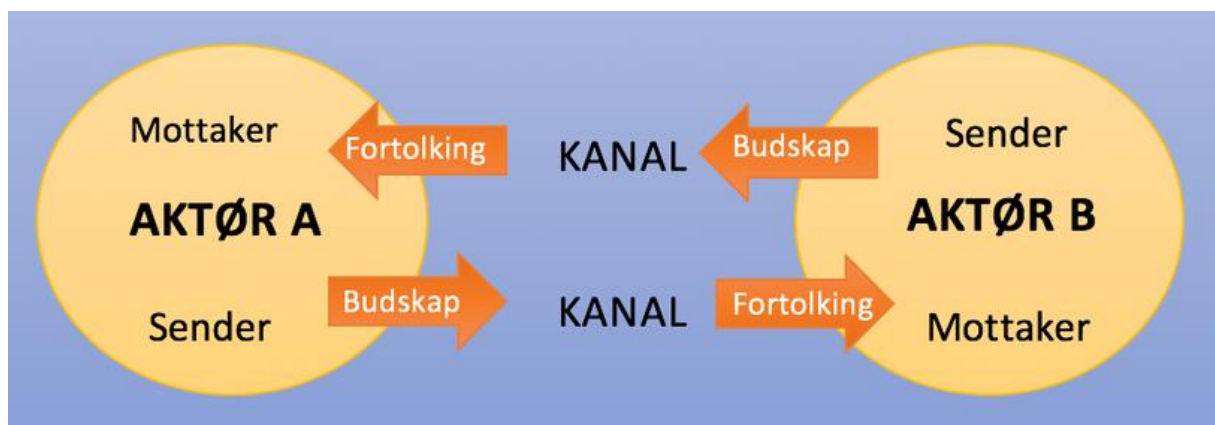 Mottaker
Fortolking
KANAL
Budskap
Sender
AKTØR A
AKTØR B
Sender
Budskap
KANAL
Fortolking
Mottaker